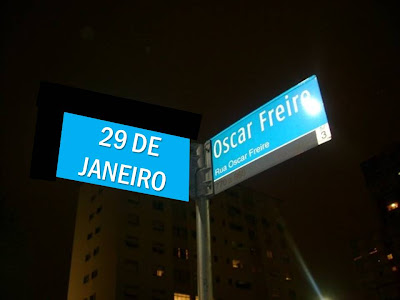 29 DE
JANEIRO
Oscar Freire
Rua Oscar Freire
3